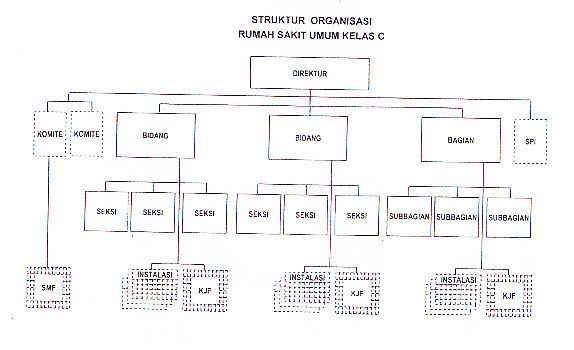 STRUKTUR ORGANISASI
RUMAH SAKIT UMUM KELAS C
DIREKTUR
KOMITE KOMITE BIDANG BIDANG BAGIAN SPI
SEKSI SEKSI SEKSI SEKSI SEKSI SEKSI SUBBAGIAN SUBBAGIAN SUBBAGIAN
INSTALASI INSTALASI INSTALASI
SMF KJF KJF KJF